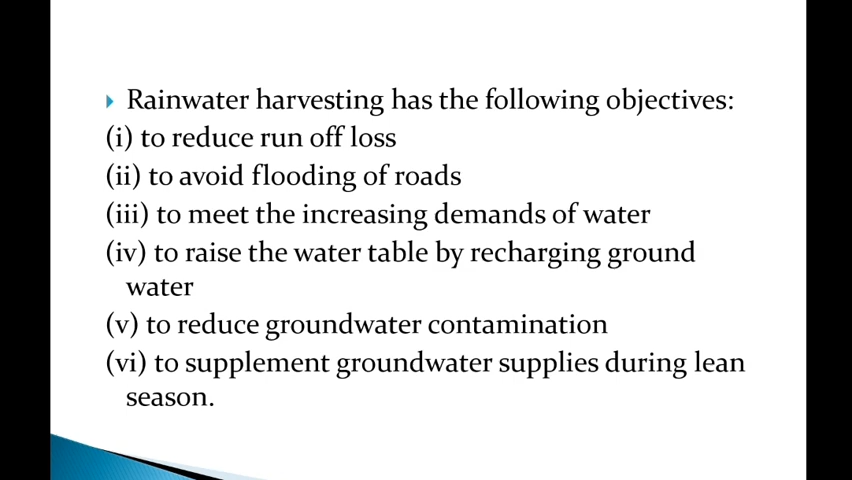 Rainwater harvesting has the following objectives:
(i) to reduce run off loss
(ii) to avoid flooding of roads
(iii) to meet the increasing demands of water
(iv) to raise the water table by recharging ground
water
(v) to reduce groundwater contamination
(vi) to supplement groundwater supplies during lean
season.